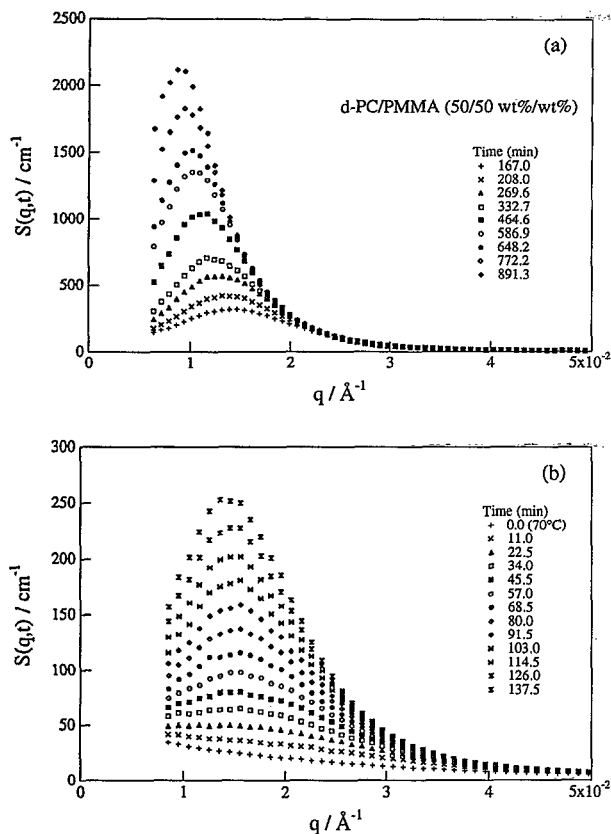 (a)
2500
2000
1500
1000
500
0
S(q,t) / cm⁻¹
d-PC/PMMA (50/50 wt%/wt%)
Time (min)
+ 167.0
× 208.0
▲ 269.6
□ 332.7
■ 464.6
○ 586.9
● 648.2
◇ 772.2
◆ 891.3
0 1 2 3 4 5x10⁻²
q / Å⁻¹
(b)
300
250
200
150
100
50
0
S(q,t) / cm⁻¹
Time (min)
+ 0.0 (70°C)
× 11.0
▲ 22.5
□ 34.0
■ 45.5
○ 57.0
● 68.5
◆ 80.0
◆ 91.5
103.0
114.5
126.0
137.5
1 2 3 4 5x10⁻²
q / Å⁻¹